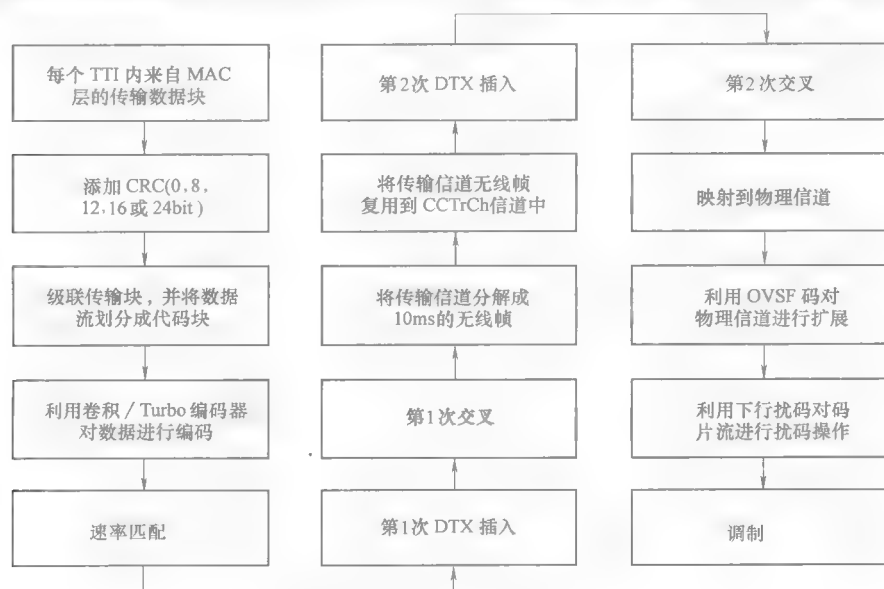 每个 TTI 内来自 MAC
层的传输数据块
添加 CRC(0,8,
12,16或 24bit)
级联传输块,并将数据
流划分成代码块
利用卷积/Turbo 编码器
对数据进行编码
速率匹配
第1次 DTX 插入
第1次交叉
将传输信道分解成
10ms的无线帧
将传输信道无线帧
复用到 CCTrCh信道中
第2次 DTX 插入
第2次交叉
映射到物理信道
利用 OVSF 码对
物理信道进行扩展
利用下行扰码对码
片流进行扰码操作
调制